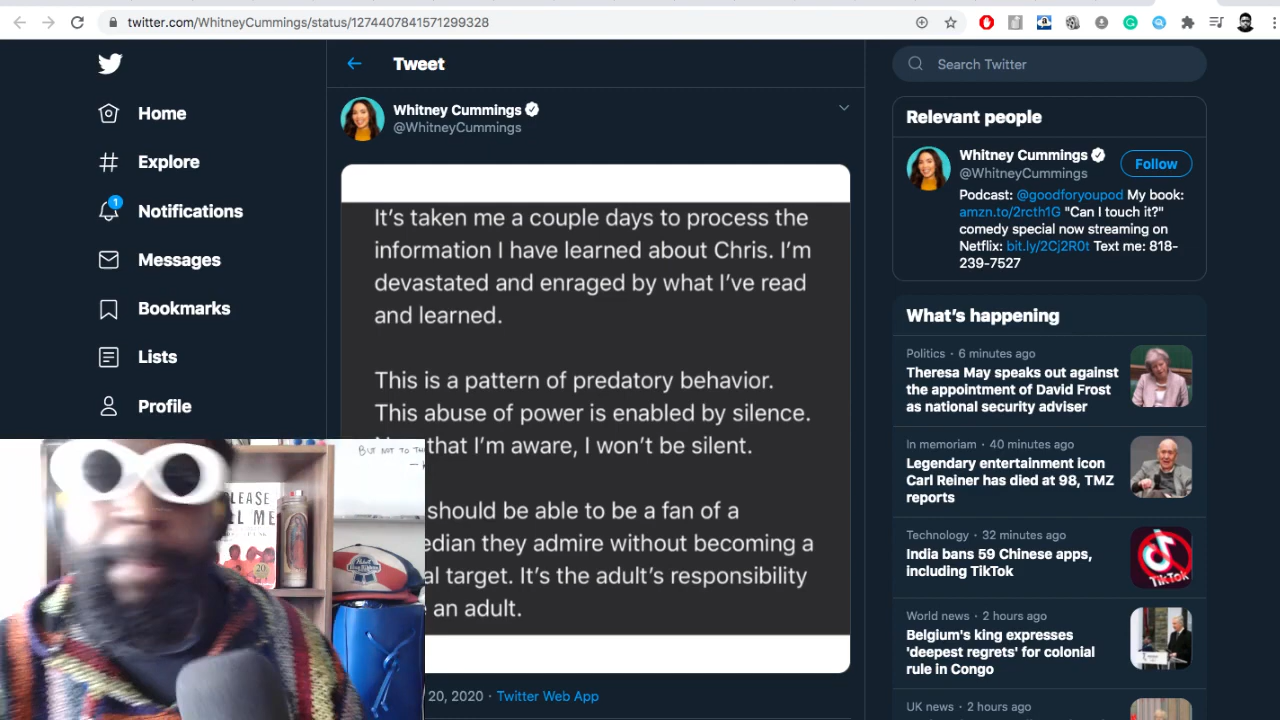 twitter.com/WhitneyCummings/status/1274407841571299328
Tweet
Search Twitter
Home
Explore
1
Notifications
Messages
Bookmarks
Lists
Profile
Whitney Cummings
@WhitneyCummings
It's taken me a couple days to process the
information I have learned about Chris. I'm
devastated and enraged by what I've read
and learned.
This is a pattern of predatory behavior.
This abuse of power is enabled by silence.
that I'm aware, I won't be silent.
should be able to be a fan of a
edian they admire without becoming a
al target. It's the adult's responsibility
an adult.
20, 2020 · Twitter Web App
Relevant people
Whitney Cummings
@WhitneyCummings
Follow
Podcast: @goodforyoupod My book:
amzn.to/2rcth1G "Can I touch it?"
comedy special now streaming on
Netflix: bit.ly/2Cj2R0t Text me: 818-
239-7527
What's happening
Politics · 6 minutes ago
Theresa May speaks out against
the appointment of David Frost
as national security adviser
In memoriam · 40 minutes ago
Legendary entertainment icon
Carl Reiner has died at 98, TMZ
reports
Technology · 32 minutes ago
India bans 59 Chinese apps,
including TikTok
TikTok
World news · 2 hours ago
Belgium's king expresses
'deepest regrets' for colonial
rule in Congo
UK news · 2 hours ago
BUT NOT TO TH
LEASE
LL ME
20